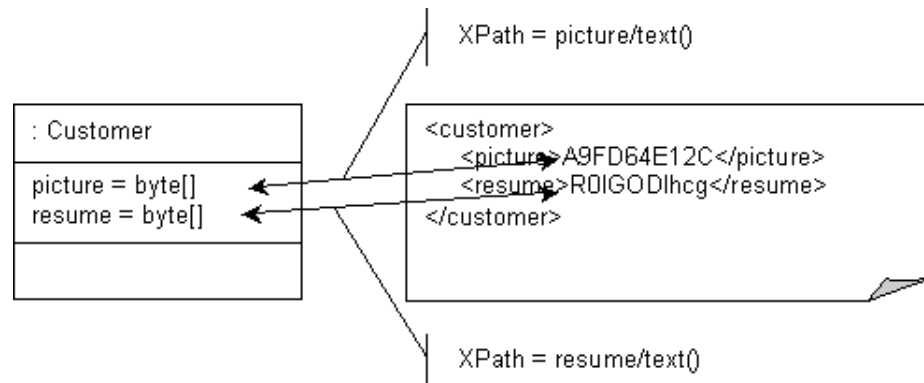 XPath = picture/text()
: Customer
picture = byte[]
resume = byte[]
<customer>
<picture>A9FD64E12C</picture>
<resume>R0lGODlhcg</resume>
</customer>
XPath = resume/text()